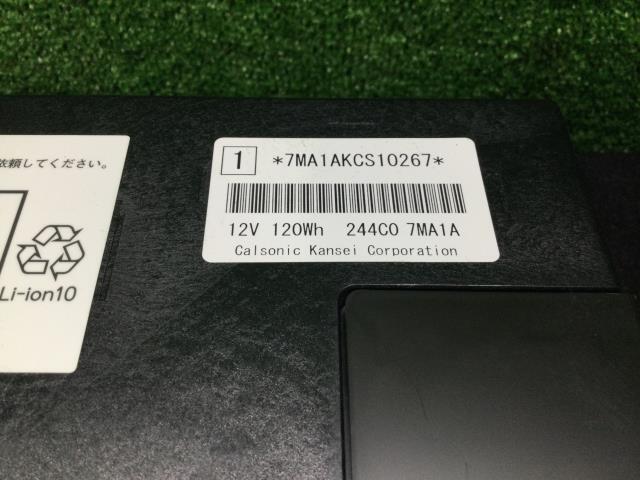 依頼してください。
Li-ion10
1 *7MA1AKCS10267*
12V 120Wh 244C0 7MA1A
Calsonic Kansei Corporation